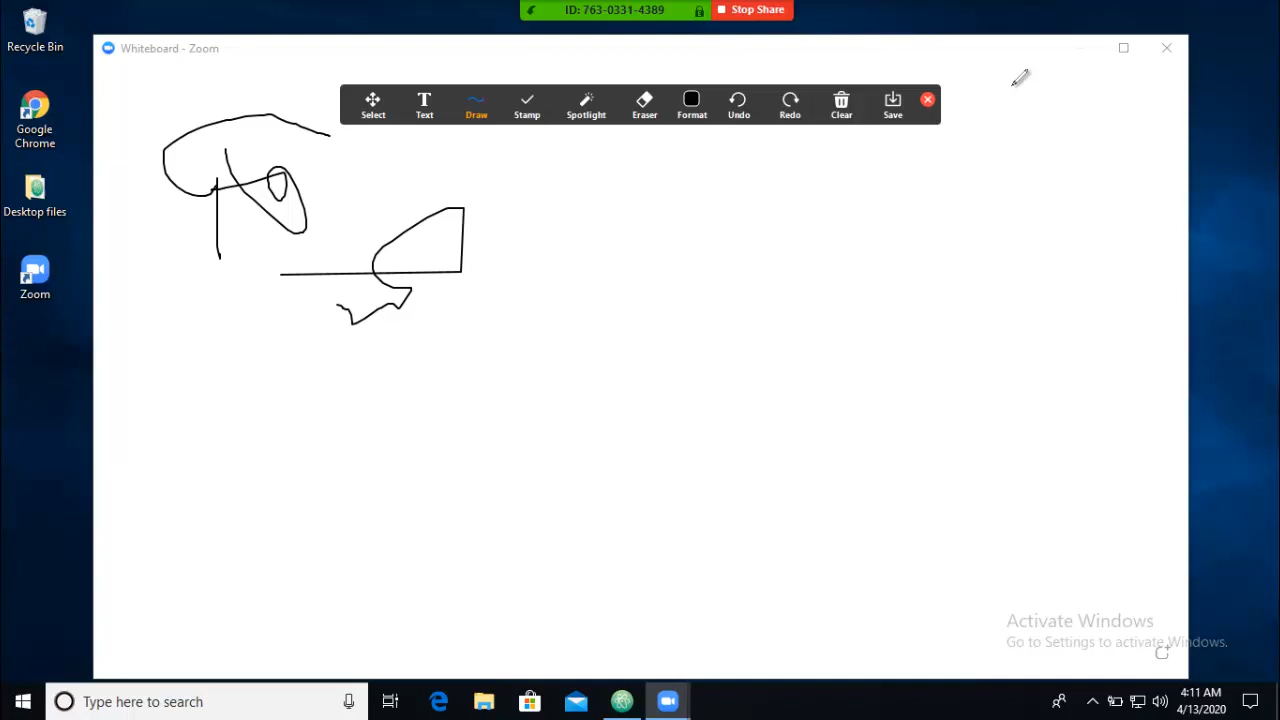 ID: 763-0331-4389 Stop Share
Recycle Bin
Whiteboard - Zoom
Select Text Draw Stamp Spotlight Eraser Format Undo Redo Clear Save
Google
Chrome
Desktop files
Zoom
Activate Windows
Go to Settings to activate Windows.
Type here to search
4:11 AM
4/13/2020